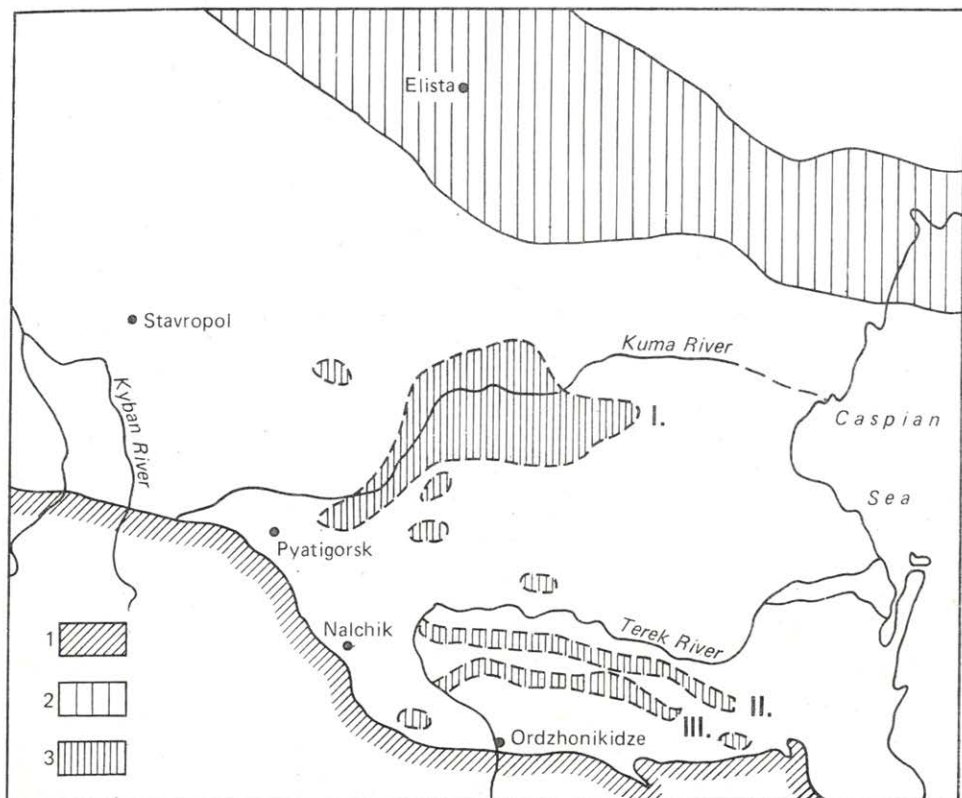 Elista
Stavropol
Kuma River
Kyban River
I.
Caspian
Sea
Pyatigorsk
1
Nalchik
Terek River
2
II.
III.
3
Ordzhonikidze